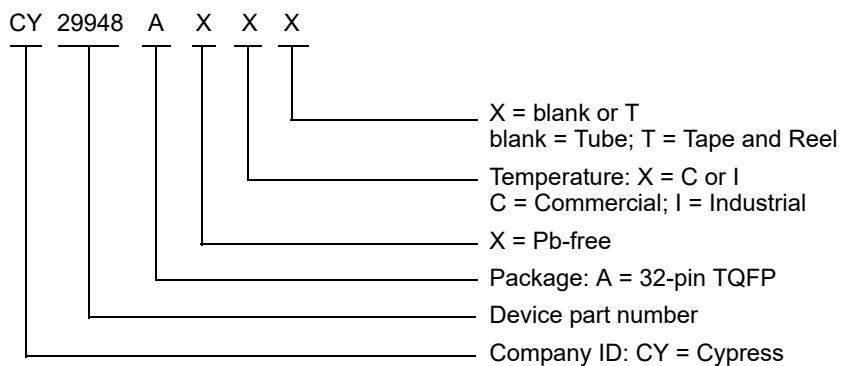 CY 29948 A X X X
X = blank or T
blank = Tube; T = Tape and Reel
Temperature: X = C or I
C = Commercial; I = Industrial
X = Pb-free
Package: A = 32-pin TQFP
Device part number
Company ID: CY = Cypress